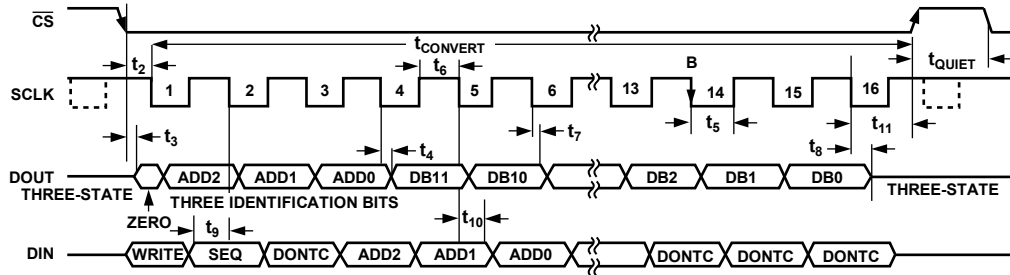 CS
tCONVERT
t2 t6 B tQUIET
SCLK 1 2 3 4 5 6 13 14 15 16
t3 t4 t7 t5 t8 t11
DOUT ADD2 ADD1 ADD0 DB11 DB10 DB2 DB1 DB0
THREE-STATE THREE IDENTIFICATION BITS THREE-STATE
ZERO t9 t10
DIN WRITE SEQ DONTC ADD2 ADD1 ADD0 DONTC DONTC DONTC